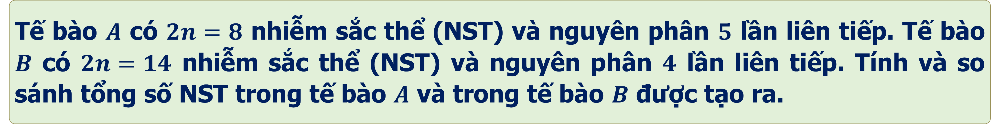 Tế bào A có 2n = 8 nhiễm sắc thể (NST) và nguyên phân 5 lần liên tiếp. Tế bào
B có 2n = 14 nhiễm sắc thể (NST) và nguyên phân 4 lần liên tiếp. Tính và so
sánh tổng số NST trong tế bào A và trong tế bào B được tạo ra.